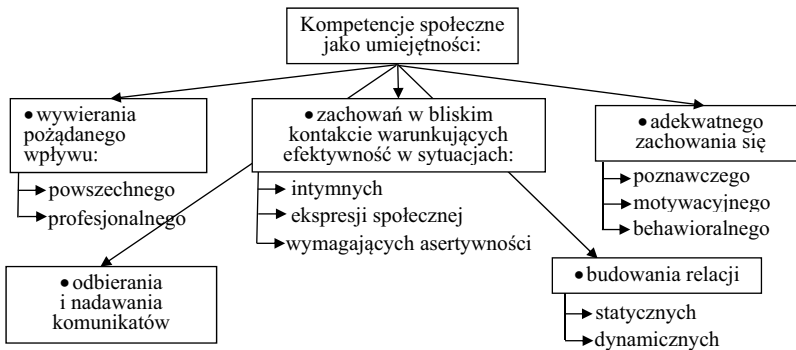 Kompetencje społeczne
jako umiejętności:
● wywierania
pożądanego
wpływu:
powszechnego
profesjonalnego
● zachowań w bliskim
kontakcie warunkujących
efektywność w sytuacjach:
intymnych
ekspresji społecznej
wymagających asertywności
● adekwatnego
zachowania się
poznawczego
motywacyjnego
behawioralnego
● odbierania
i nadawania
komunikatów
● budowania relacji
statycznych
dynamicznych